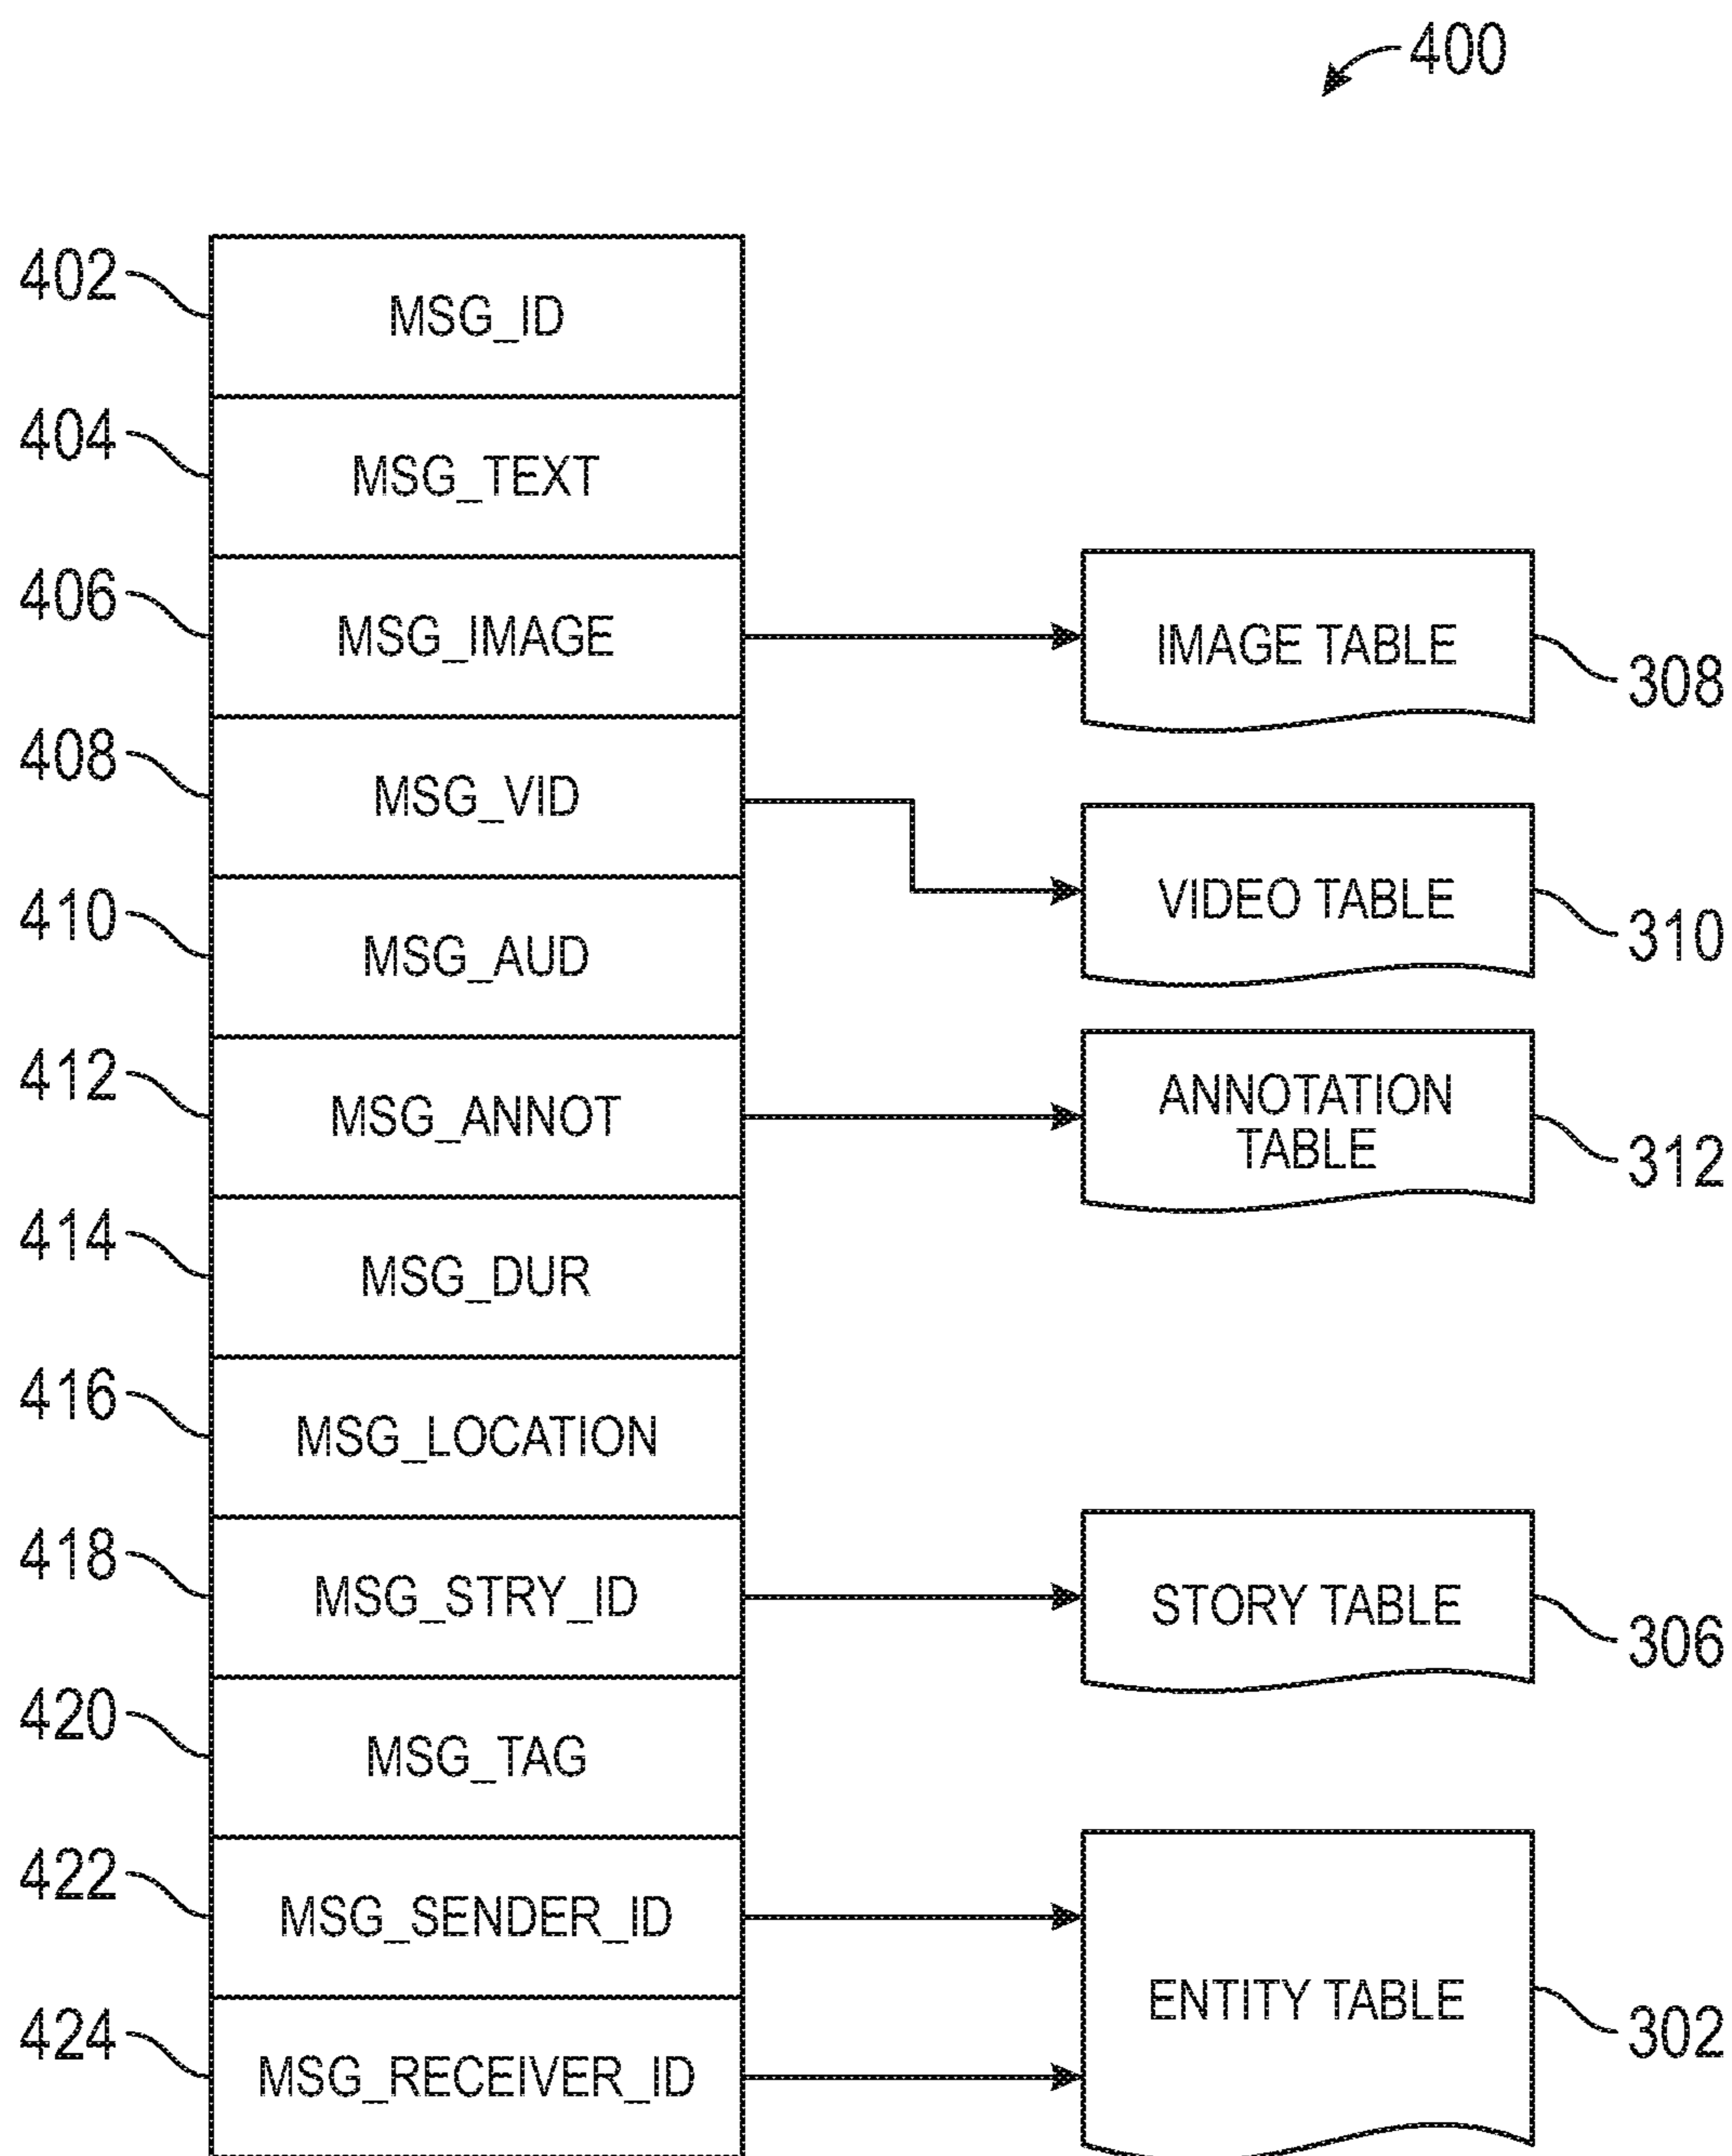 400
402
MSG_ID
404
MSG_TEXT
406
MSG_IMAGE
IMAGE TABLE
308
408
MSG_VID
VIDEO TABLE
310
410
MSG_AUD
412
MSG_ANNOT
ANNOTATION
TABLE
312
414
MSG_DUR
416
MSG_LOCATION
418
MSG_STRY_ID
STORY TABLE
306
420
MSG_TAG
422
MSG_SENDER_ID
ENTITY TABLE
302
424
MSG_RECEIVER_ID